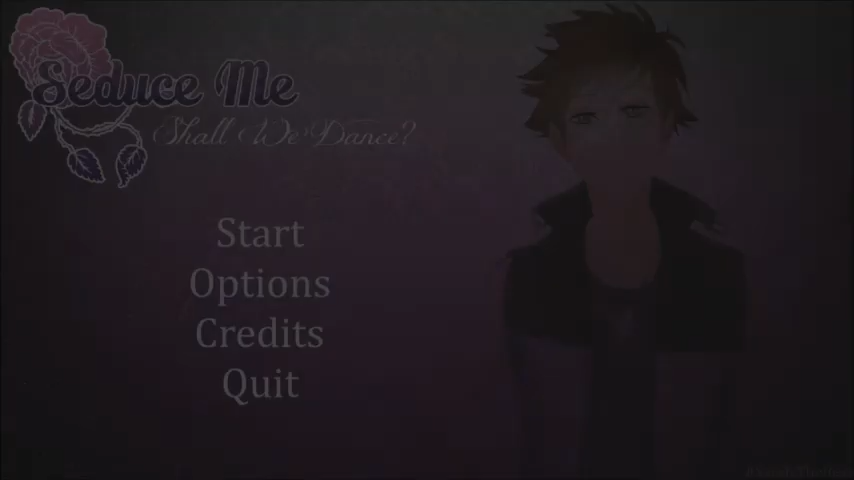 Seduce Me
Shall We Dance?
Start
Options
Credits
Quit